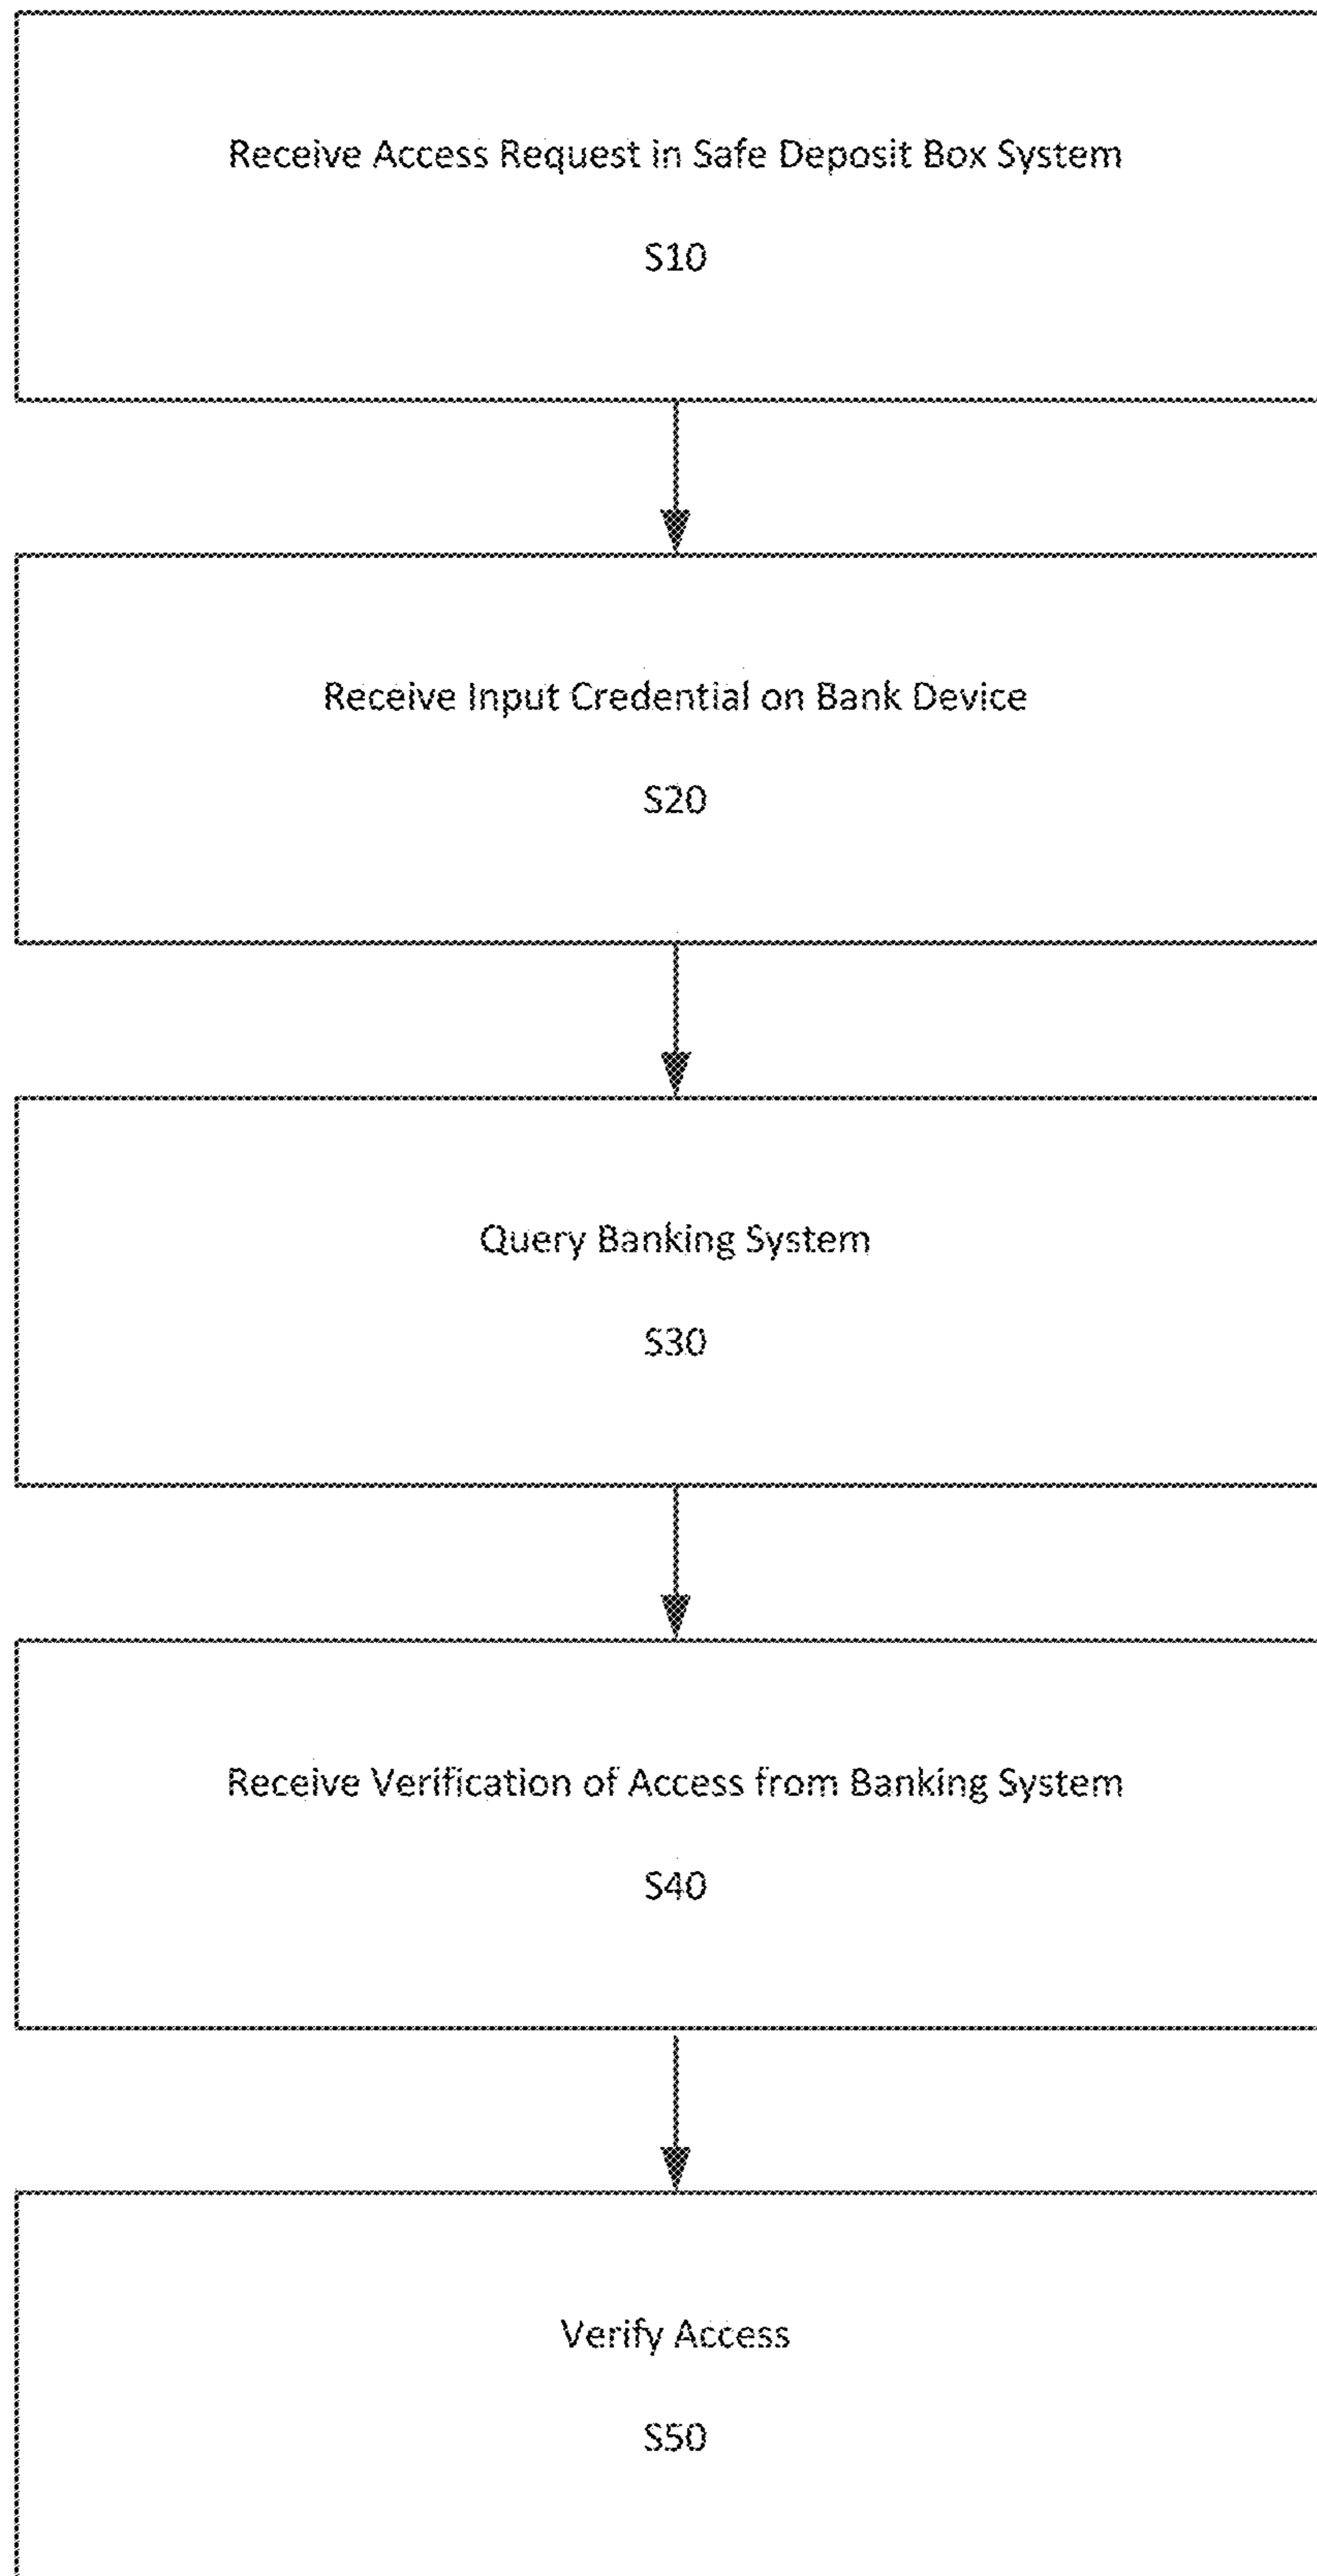 Receive Access Request in Safe Deposit Box System
S10
Receive Input Credential on Bank Device
S20
Query Banking System
S30
Receive Verification of Access from Banking System
S40
Verify Access
S50